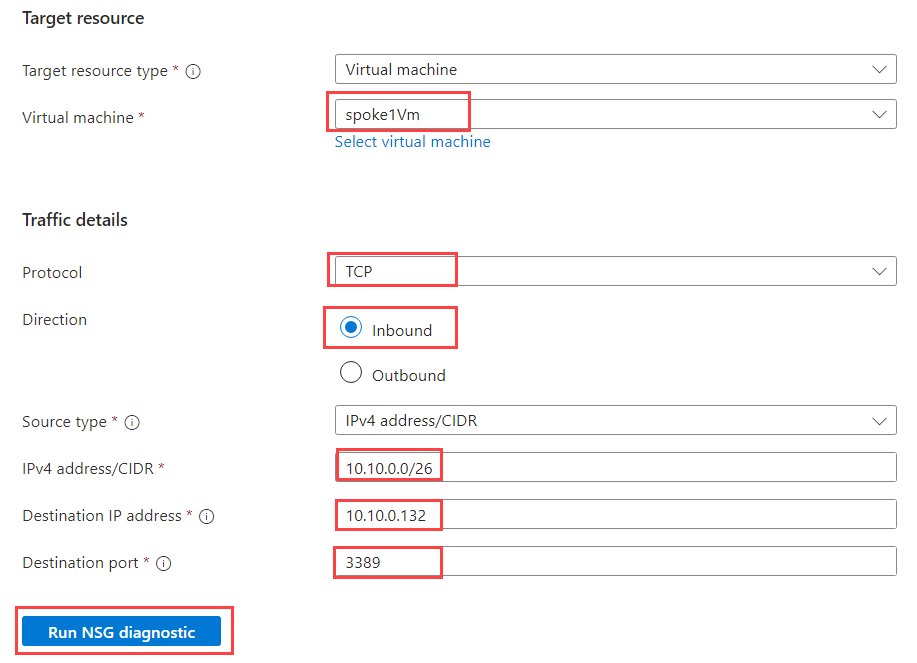 Target resource
Target resource type * Virtual machine
Virtual machine * spoke1Vm
Select virtual machine
Traffic details
Protocol TCP
Direction Inbound
Outbound
Source type * IPv4 address/CIDR
IPv4 address/CIDR * 10.10.0.0/26
Destination IP address * 10.10.0.132
Destination port * 3389
Run NSG diagnostic